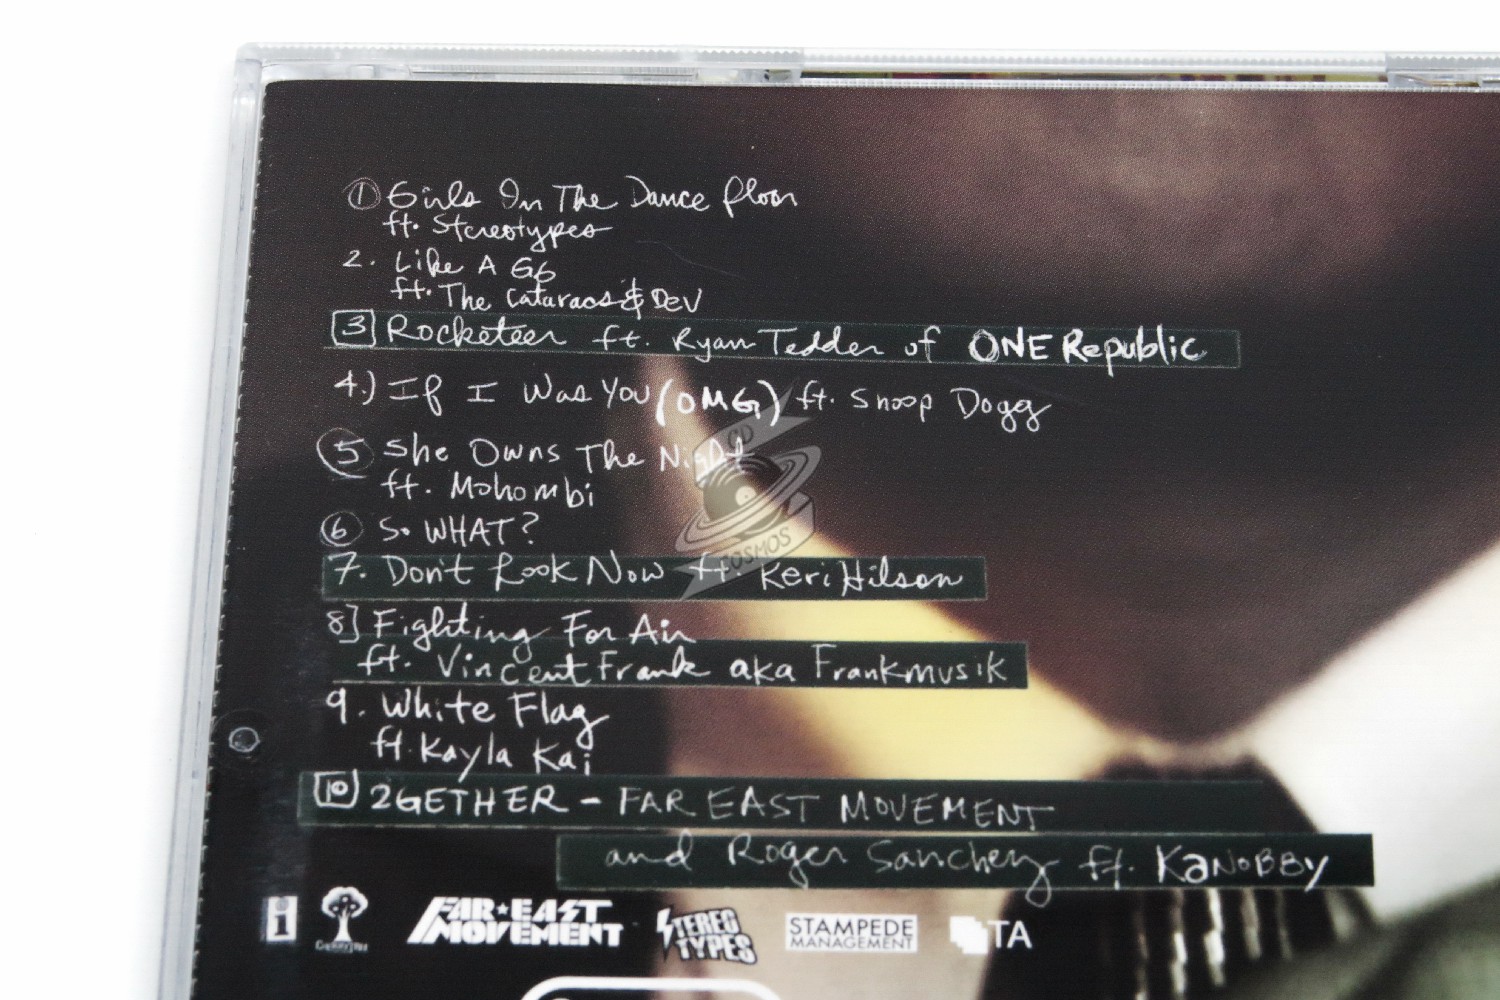 ① Girls In The Dance Floor
ft. Stereotypes
2. Like A G6
ft. The Cataracs & DEV
3 Rocketeer ft. Ryan Tedder of ONE Republic
4.) If I Was You (OMG) ft. Snoop Dogg
⑤ She Owns The Night
ft. Mohombi
⑥ So WHAT?
7. Don't Look Now ft. Keri Hilson
8] Fighting For Air
ft. Vincent Frank aka Frankmusik
9. White Flag
ft Kayla Kai
10 2GETHER - FAR EAST MOVEMENT
and Roger Sanchez ft. KaNoBBy
CD
COSMOS
i
CHERRYTREE
FAR★EAST
MOVEMENT
STEREO
TYPES
STAMPEDE
MANAGEMENT
TA